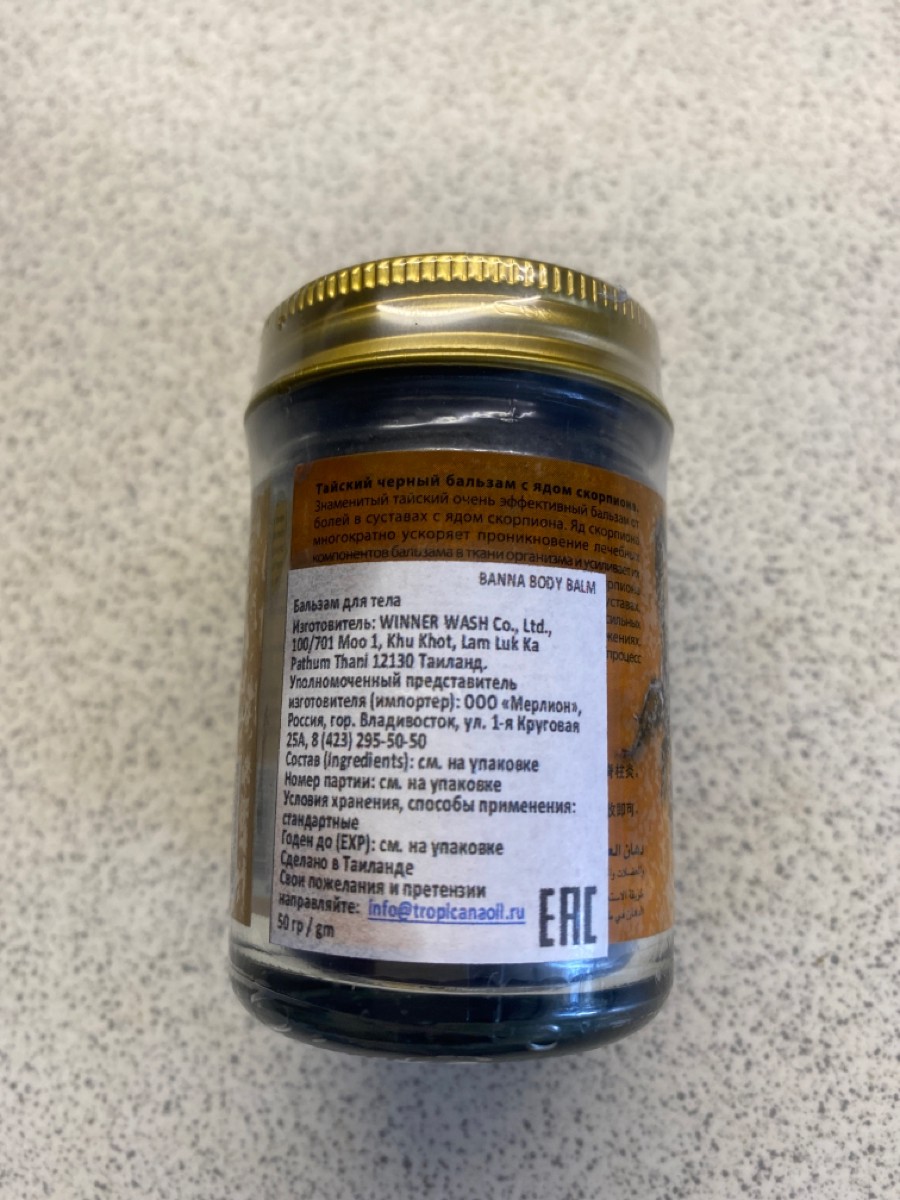 Тайский черный бальзам с ядом скорпиона.
Знаменитый тайский очень эффективный бальзам от
болей в суставах с ядом скорпиона. Яд скорпиона
многократно ускоряет проникновение лечебных
компонентов бальзама в ткани организма и усиливает их
BANNA BODY BALM
Бальзам для тела
Изготовитель: WINNER WASH Co., Ltd.,
100/701 Moo 1, Khu Khot, Lam Luk Ka
Pathum Thani 12130 Таиланд.
Уполномоченный представитель
изготовителя (импортер): ООО «Мерлион»,
Россия, гор. Владивосток, ул. 1-я Круговая
25А, 8 (423) 295-50-50
Состав (Ingredients): см. на упаковке
Номер партии: см. на упаковке
Условия хранения, способы применения:
стандартные
Годен до (EXP): см. на упаковке
Сделано в Таиланде
Свои пожелания и претензии
направляйте: info@tropicanaoil.ru
50 гр / gm
EAC
процесс
دهان